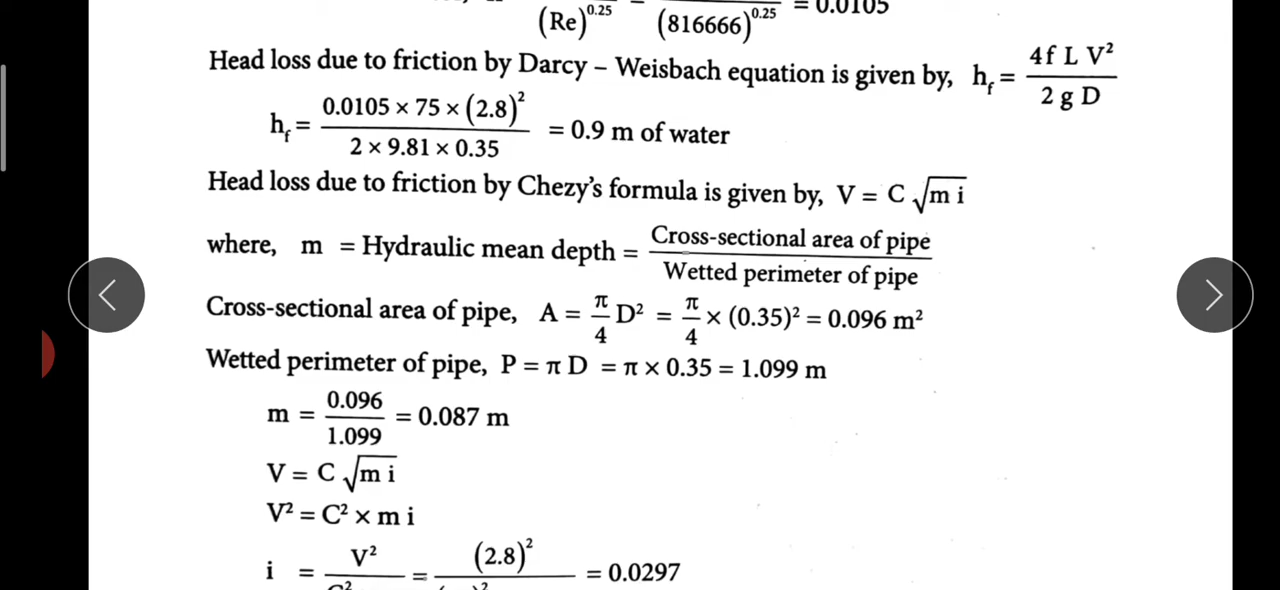 (Re)^0.25 (816666)^0.25 = 0.0105
Head loss due to friction by Darcy – Weisbach equation is given by, h_f = 4f L V² / 2 g D
h_f = 0.0105 × 75 × (2.8)² / 2 × 9.81 × 0.35 = 0.9 m of water
Head loss due to friction by Chezy's formula is given by, V = C √m i
where, m = Hydraulic mean depth = Cross-sectional area of pipe / Wetted perimeter of pipe
Cross-sectional area of pipe, A = π/4 D² = π/4 × (0.35)² = 0.096 m²
Wetted perimeter of pipe, P = π D = π × 0.35 = 1.099 m
m = 0.096 / 1.099 = 0.087 m
V = C √m i
V² = C² × m i
i = V² / C² = (2.8)² = 0.0297